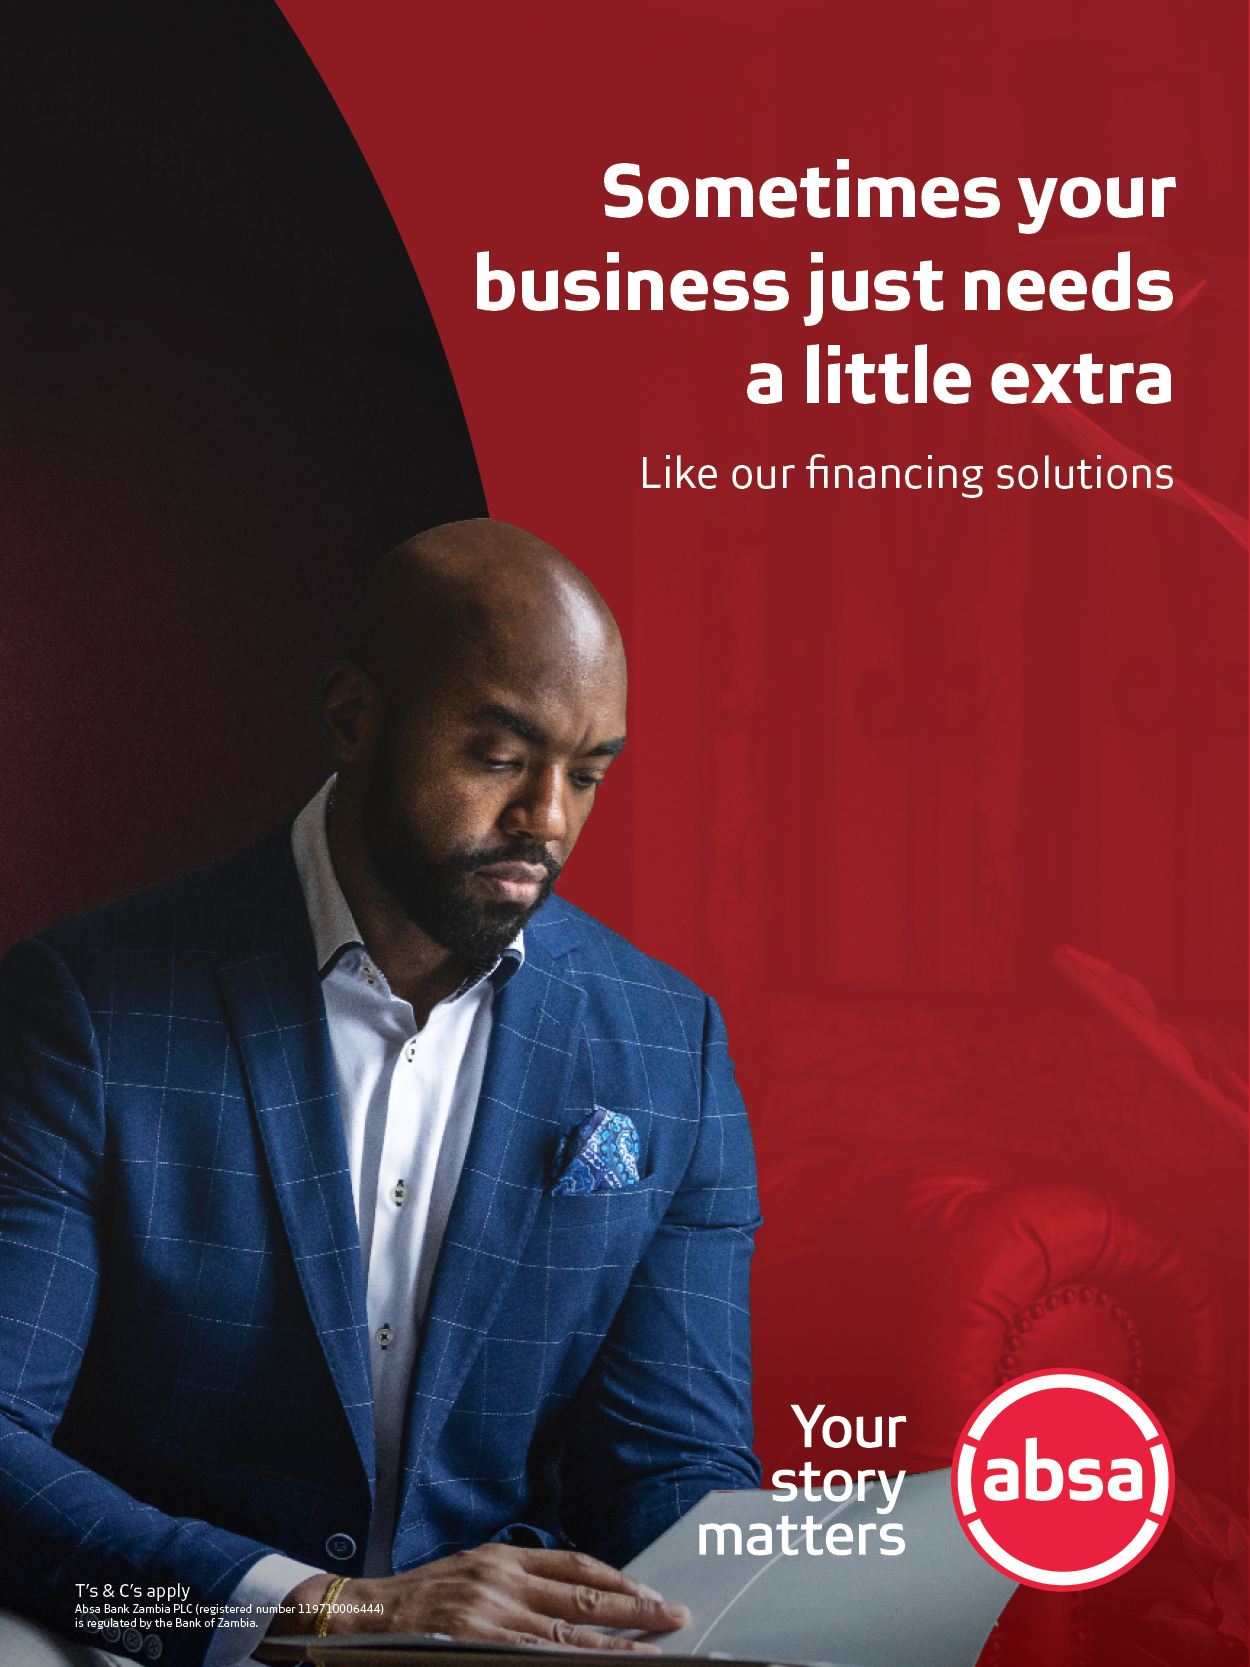 Sometimes your
business just needs
a little extra
Like our financing solutions
Your
story
matters
absa
T's & C's apply
Absa Bank Zambia PLC (registered number 119710006444)
is regulated by the Bank of Zambia.